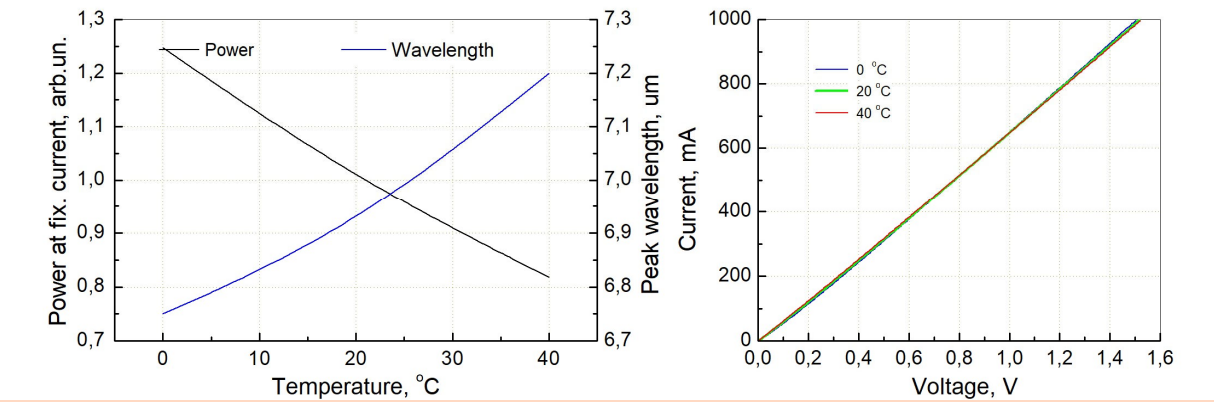 Power at fix. current, arb.un.
1,3
1,2
1,1
1,0
0,9
0,8
0,7
Power
Wavelength
7,3
7,2
7,1
7,0
6,9
6,8
6,7
Peak wavelength, um
0 10 20 30 40
Temperature, °C
Current, mA
1000
800
600
400
200
0
0 °C
20 °C
40 °C
0,0 0,2 0,4 0,6 0,8 1,0 1,2 1,4 1,6
Voltage, V